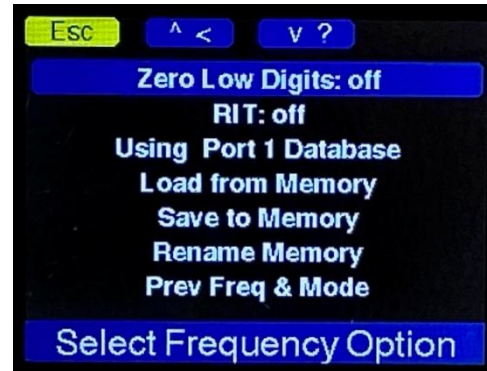 Esc ^ < v ?
Zero Low Digits: off
RIT: off
Using Port 1 Database
Load from Memory
Save to Memory
Rename Memory
Prev Freq & Mode
Select Frequency Option